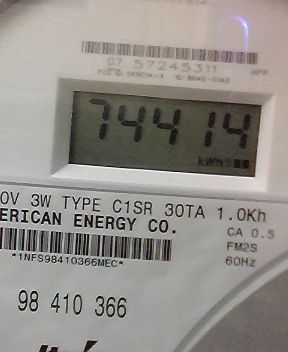 07 57245311
74414
kWh
0V 3W TYPE C1SR 30TA 1.0Kh
ERICAN ENERGY CO.
CA 0.5
FM2S
*1NFS98410366MEC*
60Hz
98 410 366